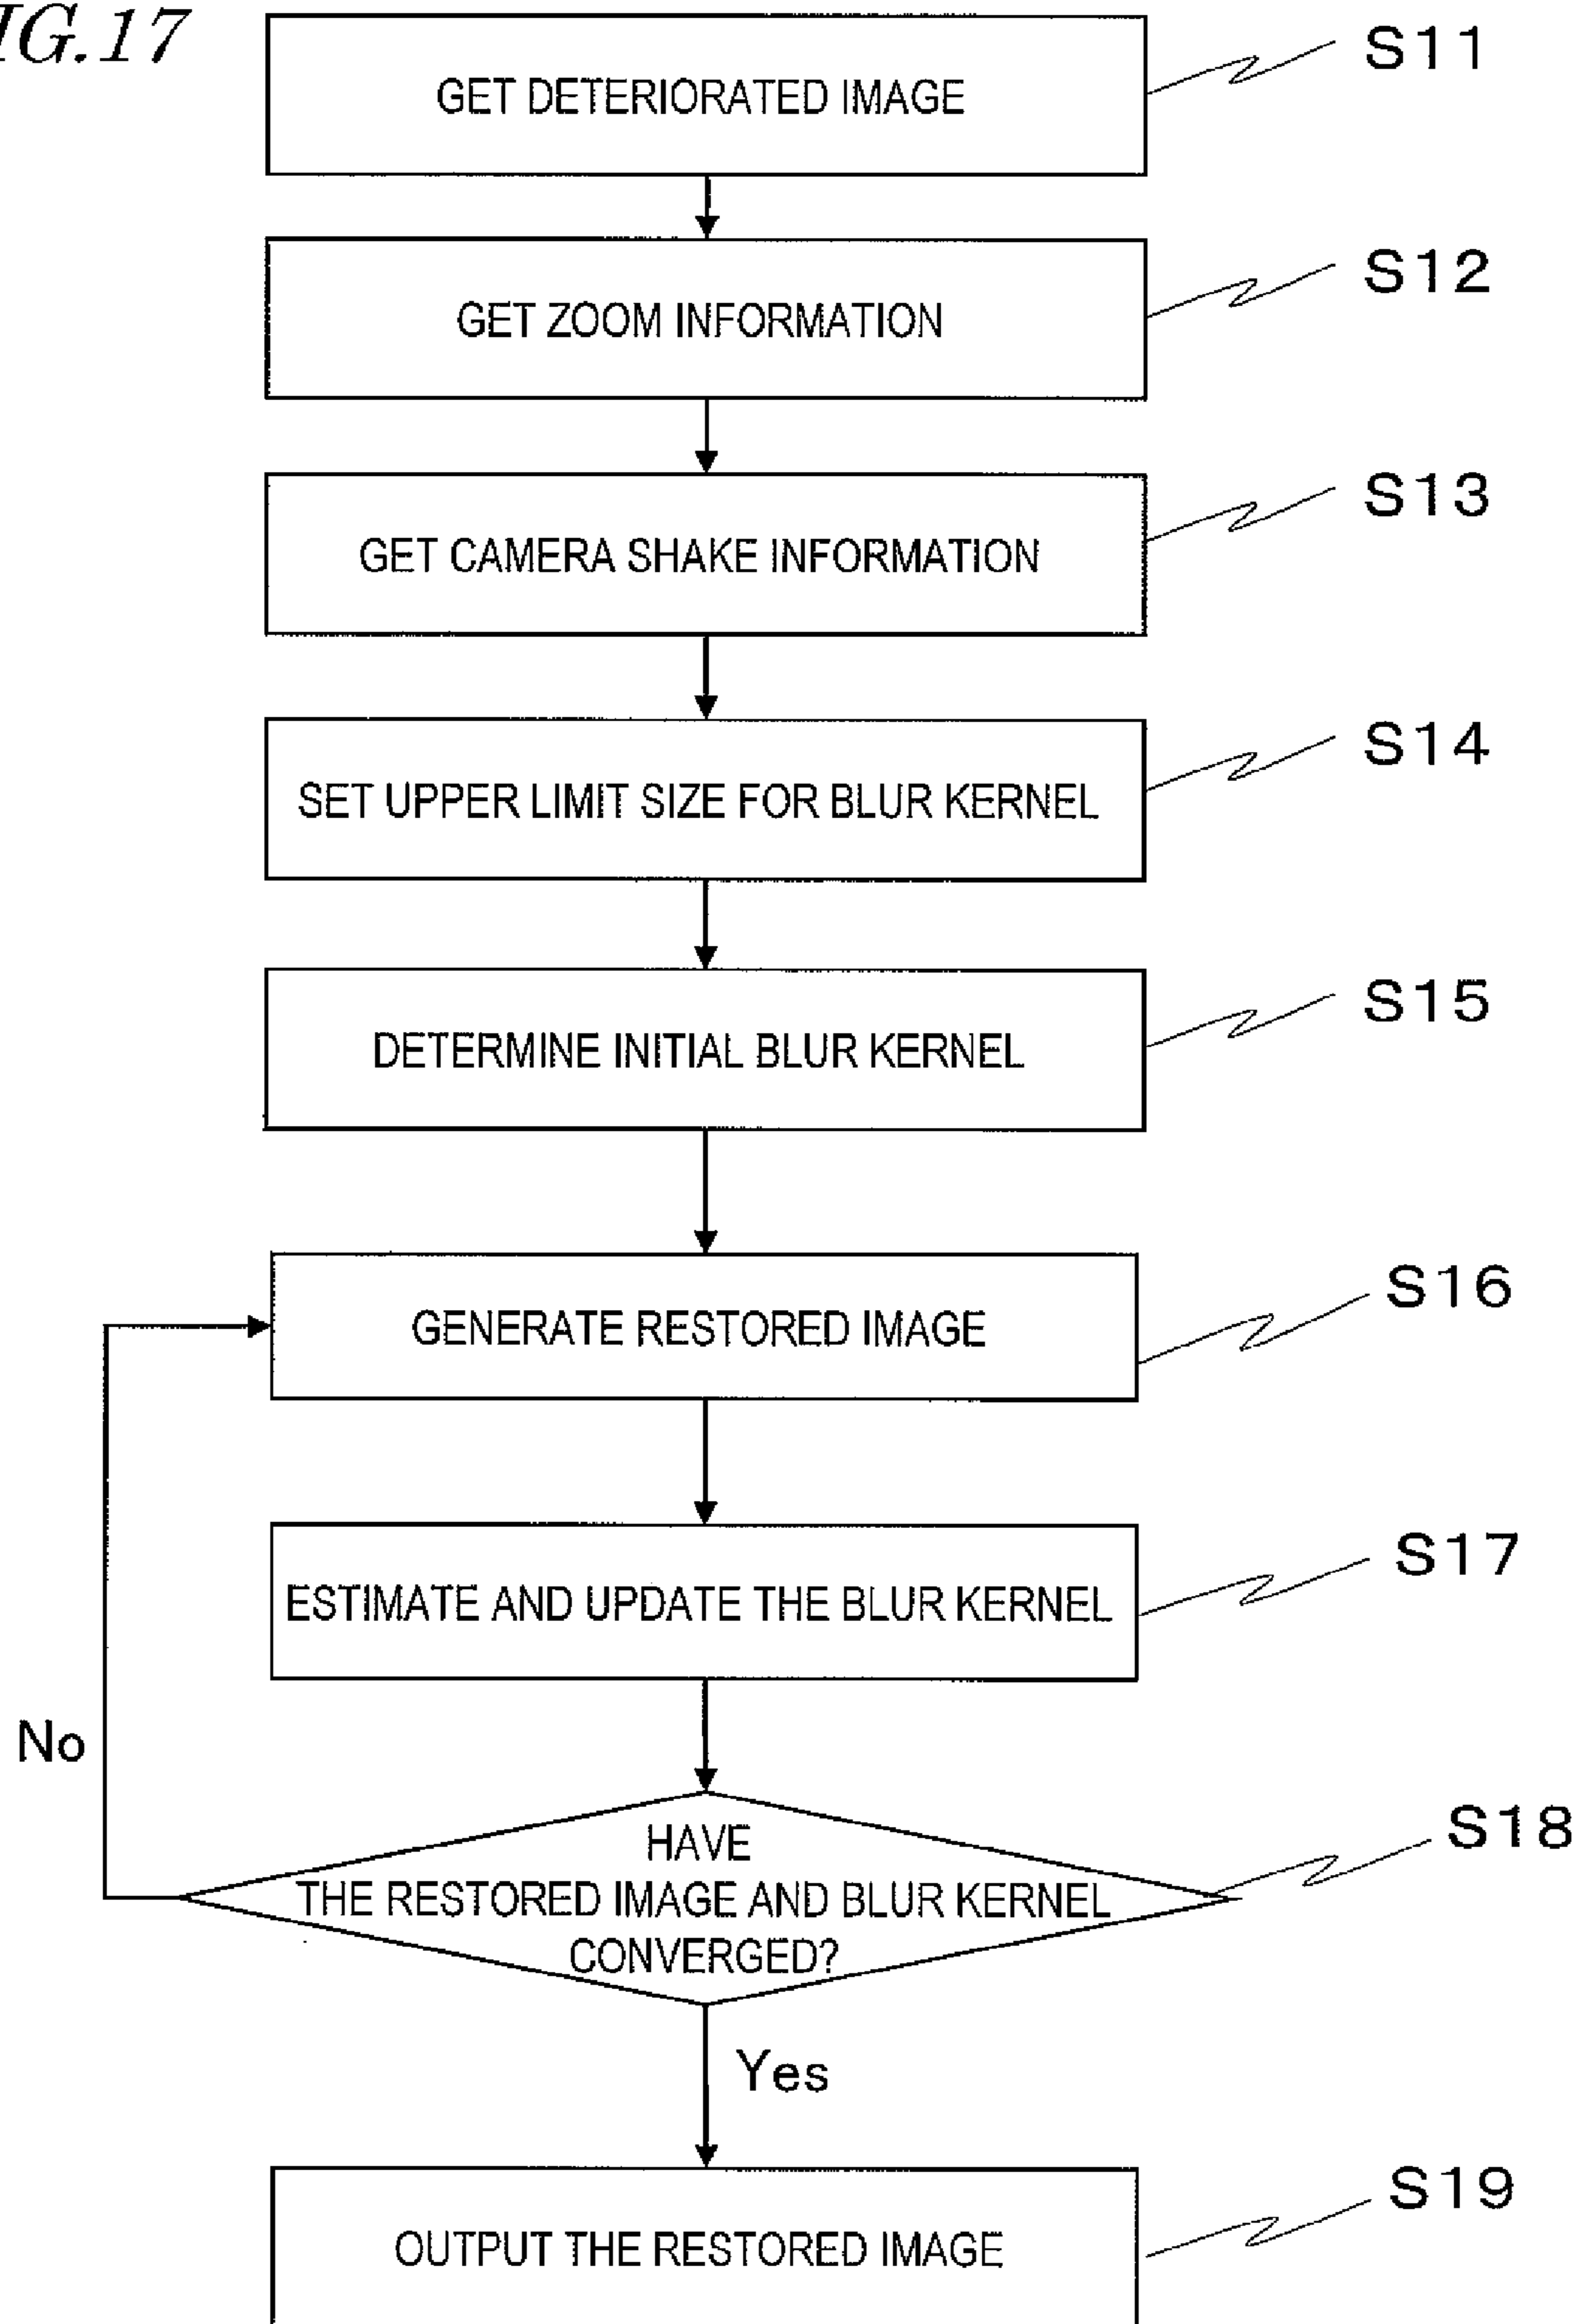 IG.17
GET DETERIORATED IMAGE
S11
GET ZOOM INFORMATION
S12
GET CAMERA SHAKE INFORMATION
S13
SET UPPER LIMIT SIZE FOR BLUR KERNEL
S14
DETERMINE INITIAL BLUR KERNEL
S15
GENERATE RESTORED IMAGE
S16
ESTIMATE AND UPDATE THE BLUR KERNEL
S17
No
HAVE
THE RESTORED IMAGE AND BLUR KERNEL
CONVERGED?
S18
Yes
OUTPUT THE RESTORED IMAGE
S19